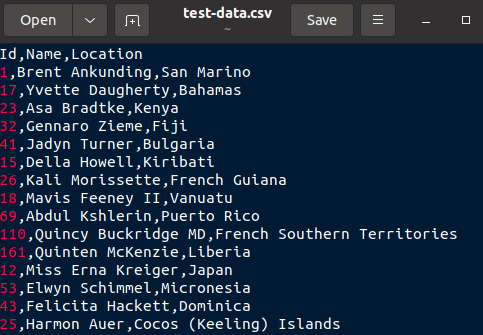 Open
test-data.csv
~
Save
Id,Name,Location
1,Brent Ankunding,San Marino
17,Yvette Daugherty,Bahamas
23,Asa Bradtke,Kenya
32,Gennaro Zieme,Fiji
41,Jadyn Turner,Bulgaria
15,Della Howell,Kiribati
26,Kali Morissette,French Guiana
18,Mavis Feeney II,Vanuatu
69,Abdul Kshlerin,Puerto Rico
110,Quincy Buckridge MD,French Southern Territories
161,Quinten McKenzie,Liberia
12,Miss Erna Kreiger,Japan
53,Elwyn Schimmel,Micronesia
43,Felicita Hackett,Dominica
25,Harmon Auer,Cocos (Keeling) Islands